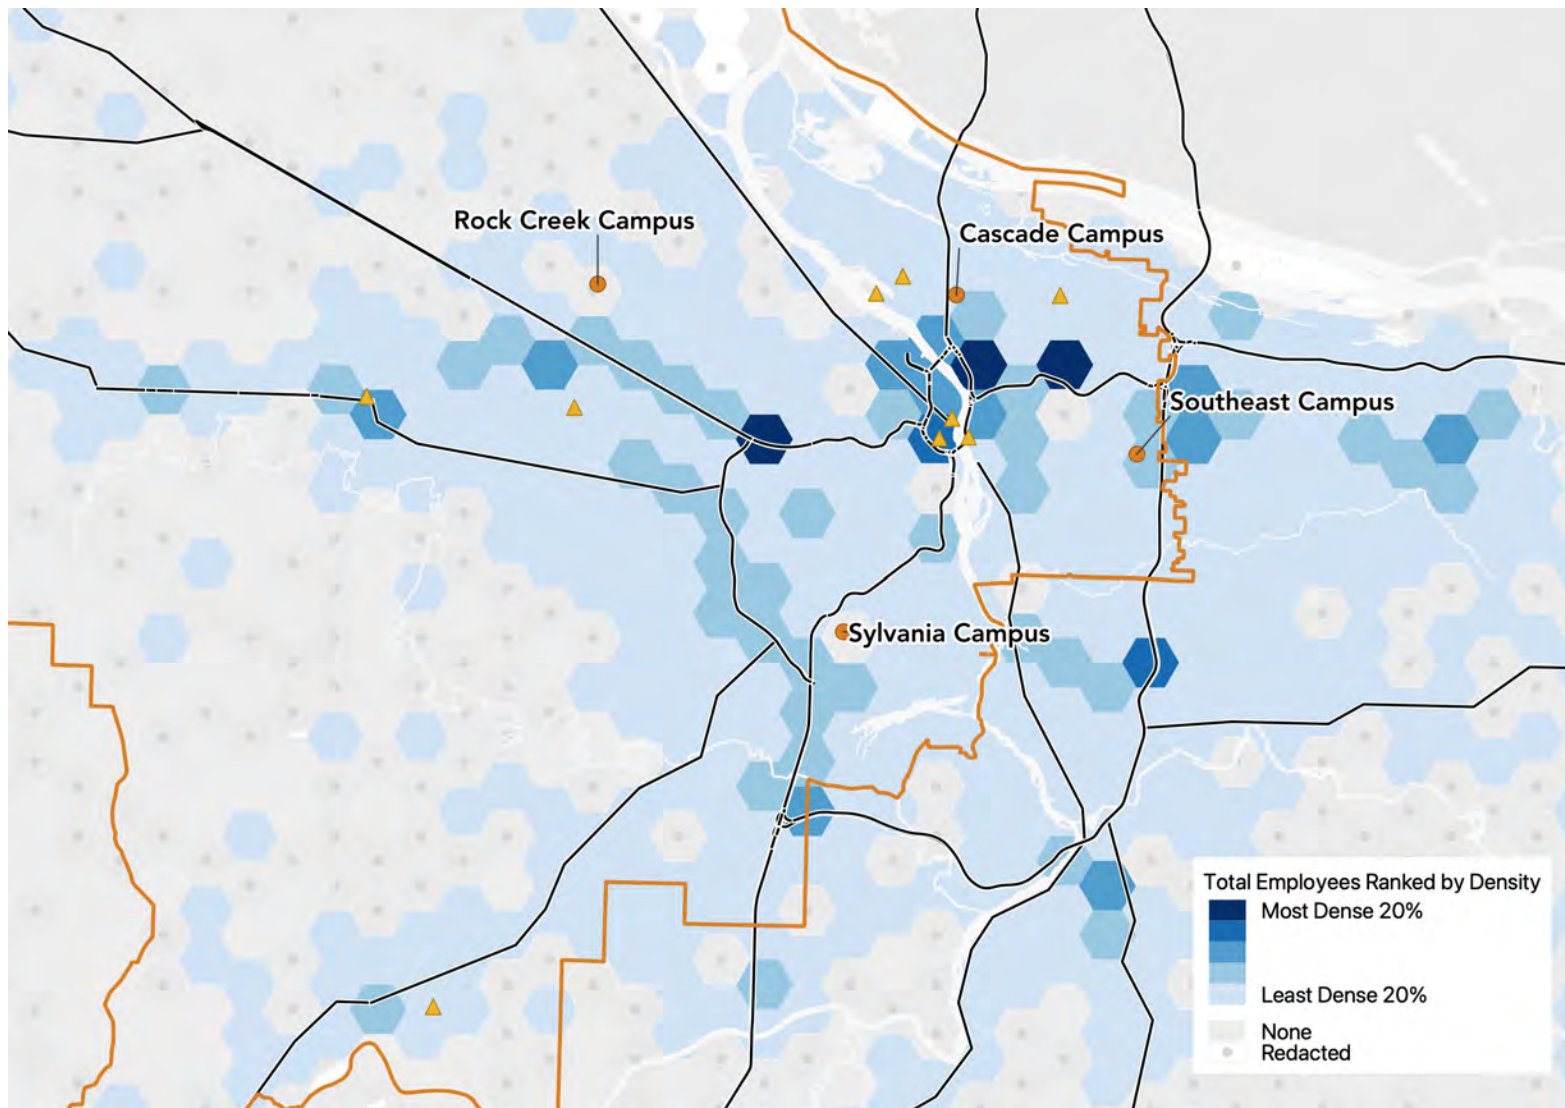 Rock Creek Campus
Cascade Campus
Southeast Campus
Sylvania Campus
Total Employees Ranked by Density
Most Dense 20%
Least Dense 20%
None
Redacted